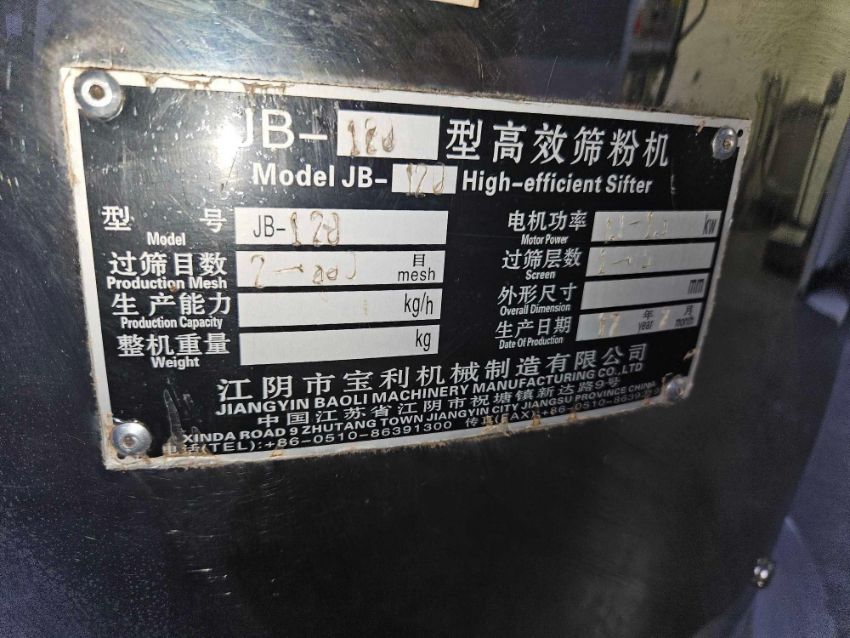 JB-120 型高效筛粉机
Model JB-120 High-efficient Sifter
型 号 JB-120
Model
过筛目数 目
Production Mesh mesh
生产能力 kg/h
Production Capacity
整机重量 kg
Weight
电机功率 kw
Motor Power
过筛层数
Screen
外形尺寸 mm
Overall Dimension
生产日期 年 月
Date Of Production year month
江阴市宝利机械制造有限公司
JIANGYIN BAOLI MACHINERY MANUFACTURING CO.,LTD
中国江苏省江阴市祝塘镇新达路9号
XINDA ROAD 9 ZHUTANG TOWN JIANGYIN CITY JIANGSU PROVINCE CHINA
电话(TEL):+86-0510-86391300 传真(FAX):+86-0510-